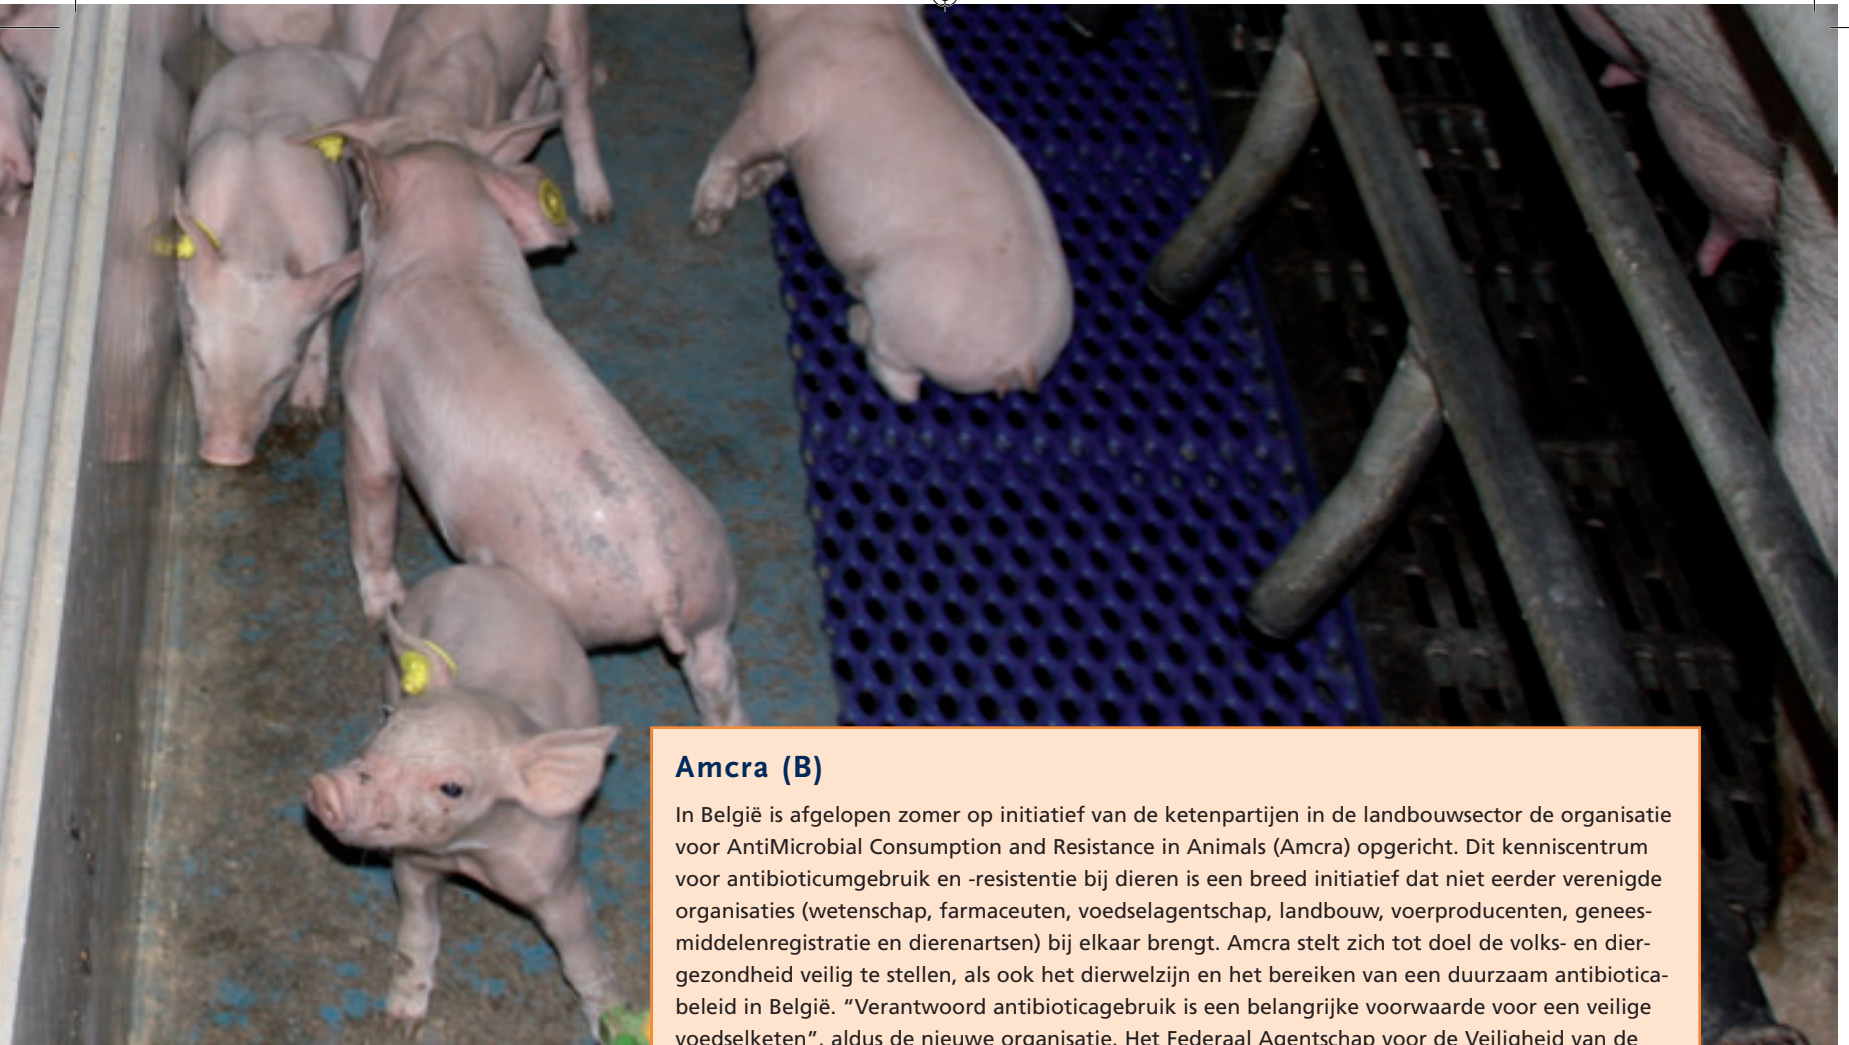 Amcra (B)
In België is afgelopen zomer op initiatief van de ketenpartijen in de landbouwsector de organisatie
voor AntiMicrobial Consumption and Resistance in Animals (Amcra) opgericht. Dit kenniscentrum
voor antibioticumgebruik en -resistentie bij dieren is een breed initiatief dat niet eerder verenigde
organisaties (wetenschap, farmaceuten, voedselagentschap, landbouw, voerproducenten, genees-
middelenregistratie en dierenartsen) bij elkaar brengt. Amcra stelt zich tot doel de volks- en dier-
gezondheid veilig te stellen, als ook het dierwelzijn en het bereiken van een duurzaam antibiotica-
beleid in België. “Verantwoord antibioticagebruik is een belangrijke voorwaarde voor een veilige
voedselketen”, aldus de nieuwe organisatie. Het Federaal Agentschap voor de Veiligheid van de